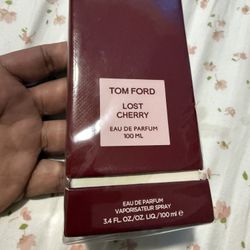 TOM FORD
LOST
CHERRY
EAU DE PARFUM
100 ML
EAU DE PARFUM
VAPORISATEUR SPRAY
3.4 FL. OZ./OZ. LIQ./100 ml ℮